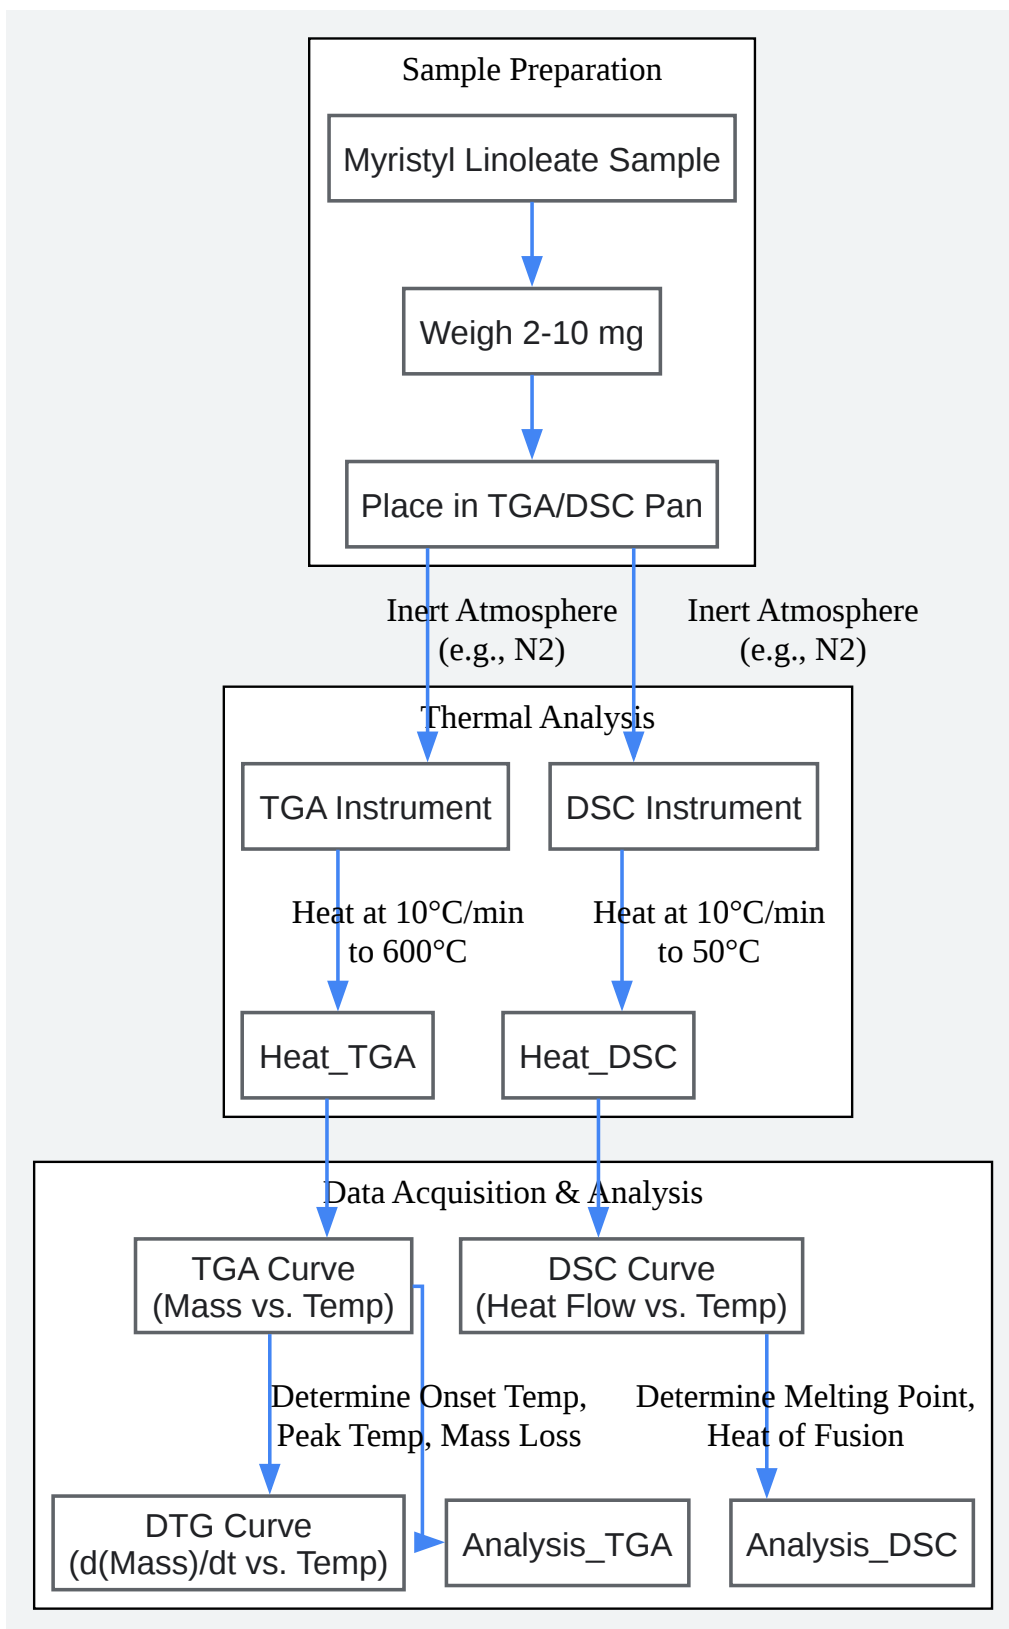 Sample Preparation
Myristyl Linoleate Sample
Weigh 2-10 mg
Place in TGA/DSC Pan
Inert Atmosphere
(e.g., N2)
Inert Atmosphere
(e.g., N2)
Thermal Analysis
TGA Instrument
DSC Instrument
Heat at 10°C/min
to 600°C
Heat at 10°C/min
to 50°C
Heat_TGA
Heat_DSC
Data Acquisition & Analysis
TGA Curve
(Mass vs. Temp)
DSC Curve
(Heat Flow vs. Temp)
Determine Onset Temp,
Peak Temp, Mass Loss
Determine Melting Point,
Heat of Fusion
DTG Curve
(d(Mass)/dt vs. Temp)
Analysis_TGA
Analysis_DSC